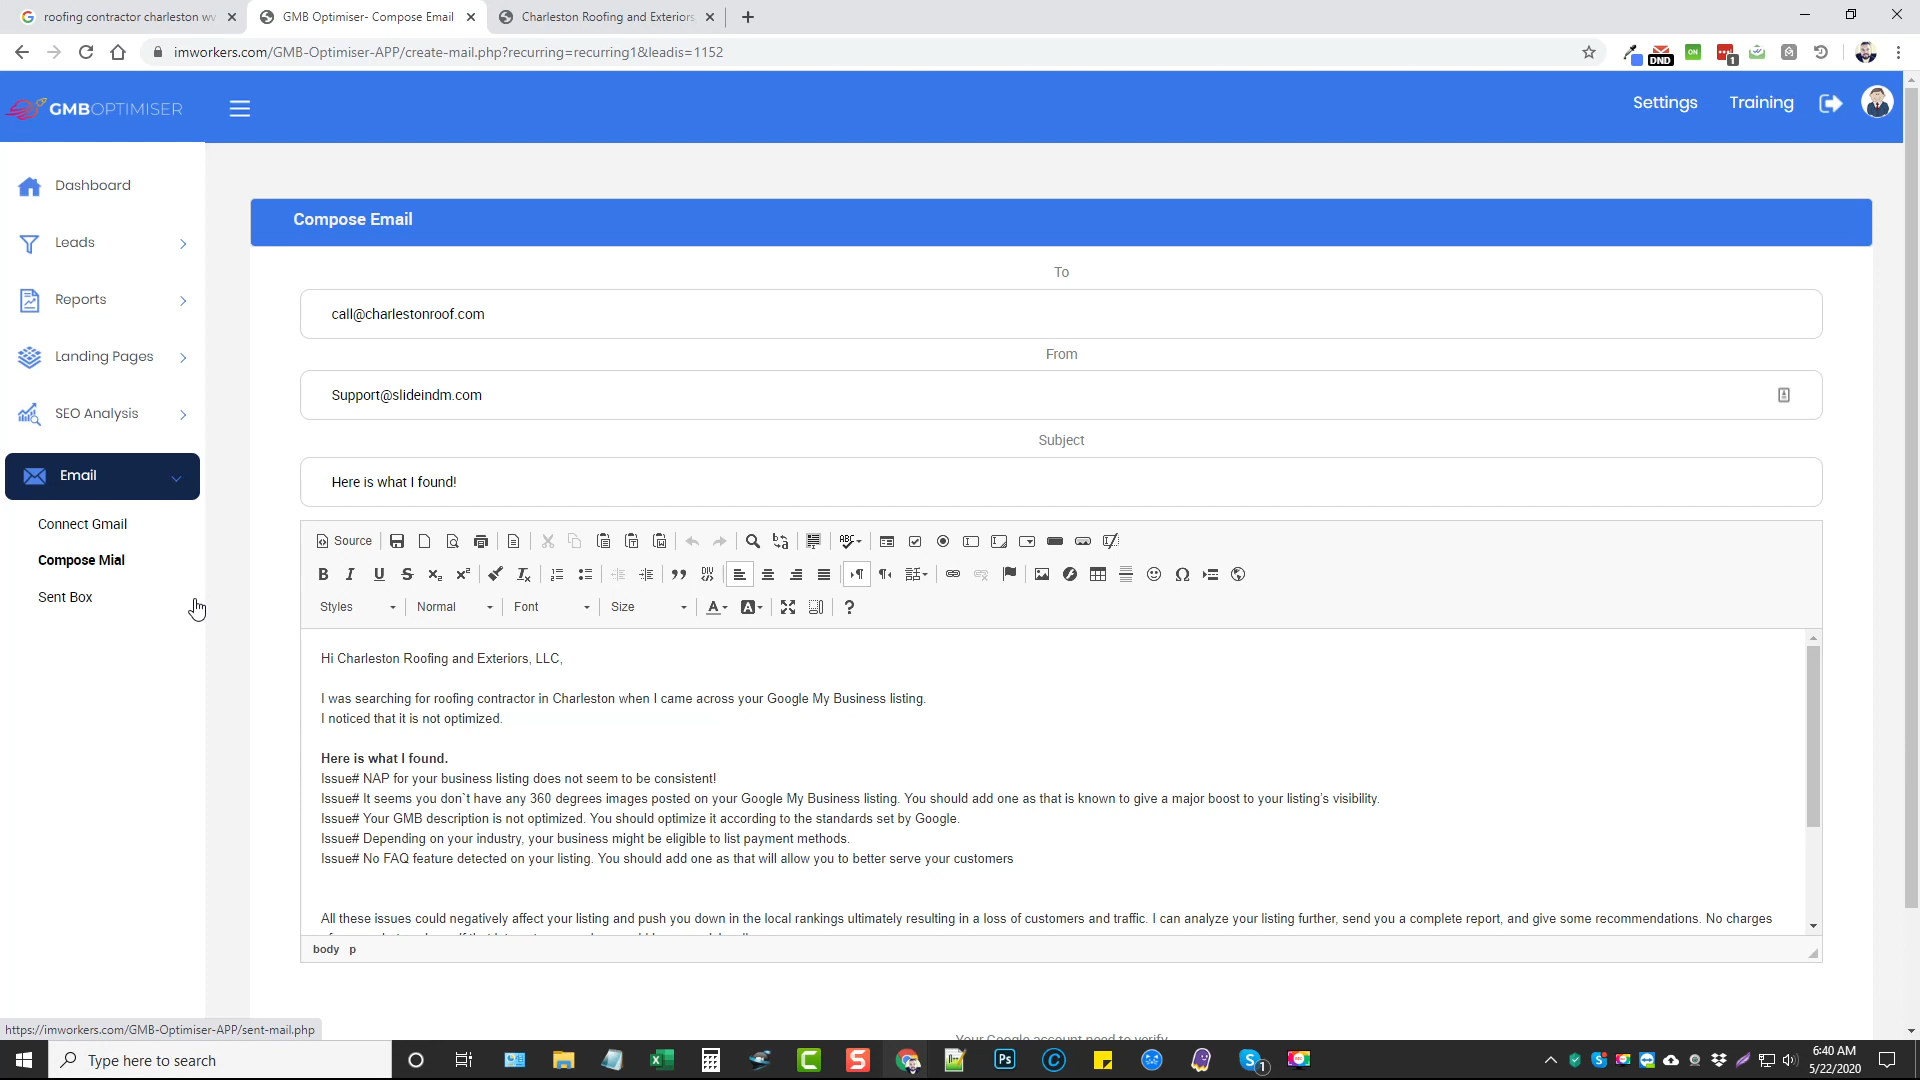 roofing contractor charleston wv
GMB Optimiser- Compose Email
Charleston Roofing and Exteriors
imworkers.com/GMB-Optimiser-APP/create-mail.php?recurring=recurring1&leadis=1152
DND
ON
1
GMBOPTIMISER
Settings
Training
Dashboard
Leads
Reports
Landing Pages
SEO Analysis
Email
Connect Gmail
Compose Mial
Sent Box
Compose Email
To
call@charlestonroof.com
From
Support@slideindm.com
Subject
Here is what I found!
Source
Styles Normal Font Size
Hi Charleston Roofing and Exteriors, LLC,
I was searching for roofing contractor in Charleston when I came across your Google My Business listing.
I noticed that it is not optimized.
Here is what I found.
Issue# NAP for your business listing does not seem to be consistent!
Issue# It seems you don`t have any 360 degrees images posted on your Google My Business listing. You should add one as that is known to give a major boost to your listing's visibility.
Issue# Your GMB description is not optimized. You should optimize it according to the standards set by Google.
Issue# Depending on your industry, your business might be eligible to list payment methods.
Issue# No FAQ feature detected on your listing. You should add one as that will allow you to better serve your customers
All these issues could negatively affect your listing and push you down in the local rankings ultimately resulting in a loss of customers and traffic. I can analyze your listing further, send you a complete report, and give some recommendations. No charges
body p
https://imworkers.com/GMB-Optimiser-APP/sent-mail.php
Type here to search
6:40 AM
5/22/2020